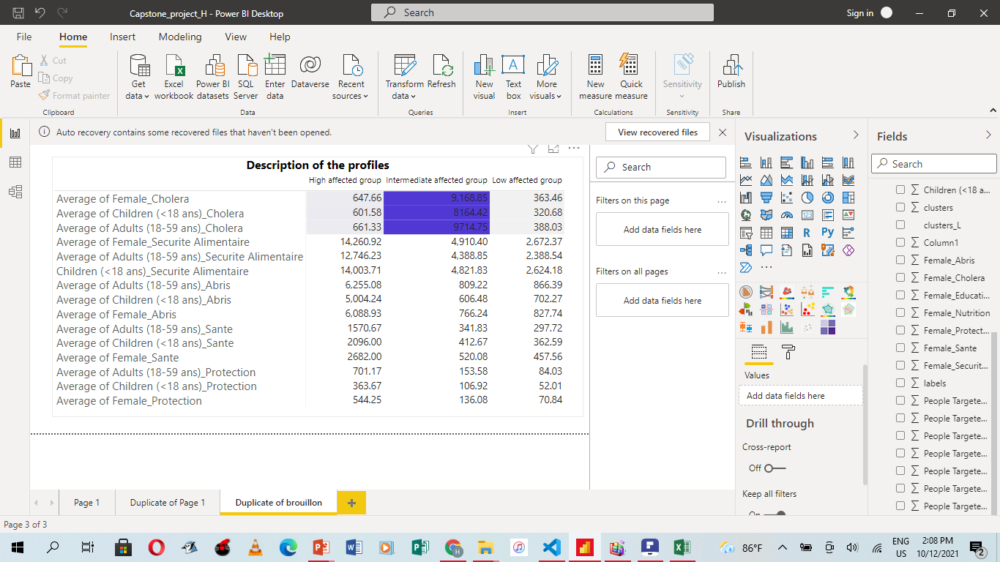 Capstone_project_H - Power BI Desktop
Search
Sign in
File Home Insert Modeling View Help
Paste
Cut
Copy
Format painter
Clipboard
Get data
Excel workbook
Power BI datasets
SQL Server
Enter data
Dataverse
Recent sources
Data
Transform data
Refresh
Queries
New visual
Text box
More visuals
Insert
New measure
Quick measure
Calculations
Sensitivity
Sensitivity
Publish
Share
Auto recovery contains some recovered files that haven't been opened.
View recovered files
Description of the profiles
High affected group Intermediate affected group Low affected group
Average of Female_Cholera 647.66 9,168.85 363.46
Average of Children (<18 ans)_Cholera 601.58 8164.42 320.68
Average of Adults (18-59 ans)_Cholera 661.33 9714.75 388.03
Average of Female_Securite Alimentaire 14,260.92 4,910.40 2,672.37
Average of Adults (18-59 ans)_Securite Alimentaire 12,746.23 4,388.85 2,388.54
Children (<18 ans)_Securite Alimentaire 14,003.71 4,821.83 2,624.18
Average of Adults (18-59 ans)_Abris 6,255.08 809.22 866.39
Average of Children (<18 ans)_Abris 5,004.24 606.48 702.27
Average of Female_Abris 6,088.93 766.24 827.74
Average of Adults (18-59 ans)_Sante 1570.67 341.83 297.72
Average of Children (<18 ans)_Sante 2096.00 412.67 362.59
Average of Female_Sante 2682.00 520.08 457.56
Average of Adults (18-59 ans)_Protection 701.17 153.58 84.03
Average of Children (<18 ans)_Protection 363.67 106.92 52.01
Average of Female_Protection 544.25 136.08 70.84
Search
Filters on this page ...
Add data fields here
Filters on all pages ...
Add data fields here
Visualizations
R Py
123
Values
Add data fields here
Drill through
Cross-report
Off
Keep all filters
On
Fields
Search
Σ Children (<18 a...
Σ clusters
clusters_L
Σ Column1
Σ Female_Abris
Σ Female_Cholera
Σ Female_Educati...
Σ Female_Nutrition
Σ Female_Protect...
Σ Female_Sante
Σ Female_Securit...
Σ labels
Σ People Targete...
Σ People Targete...
Σ People Targete...
Σ People Targete...
Σ People Targete...
Σ People Targete...
Σ People Targete...
Page 1
Duplicate of Page 1
Duplicate of brouillon
Page 3 of 3
86°F
ENG
US
2:08 PM
10/12/2021
2